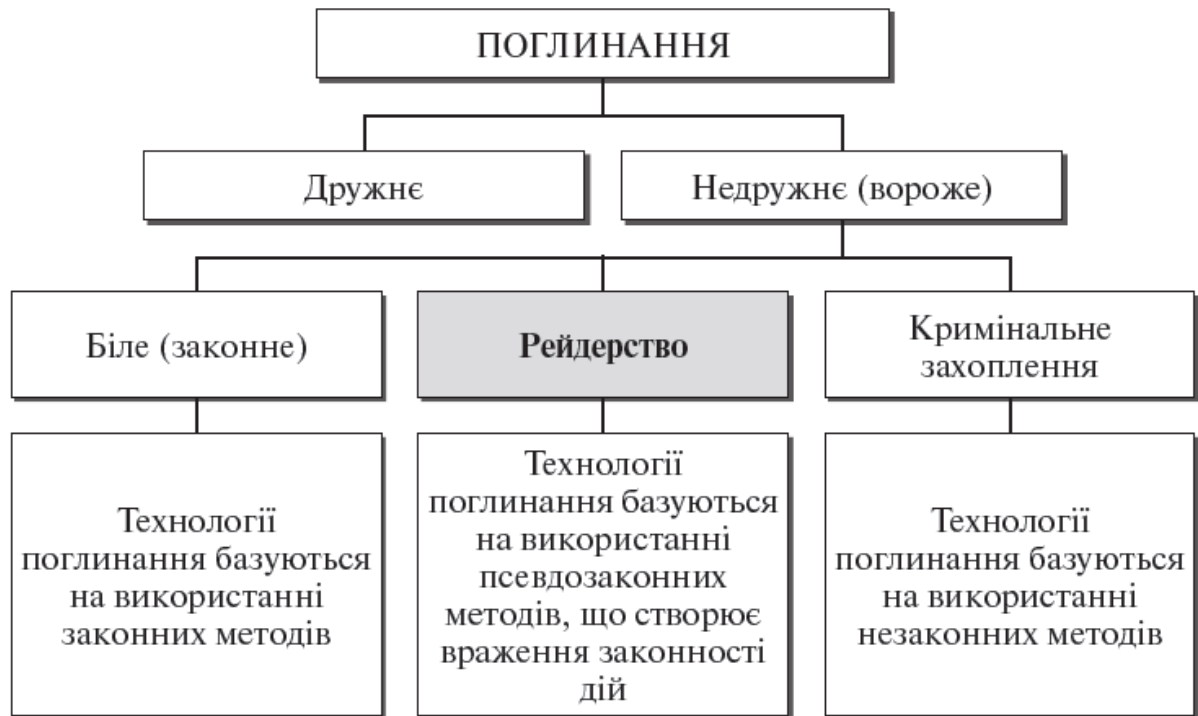 ПОГЛИНАННЯ
Дружнє
Недружнє (вороже)
Біле (законне)
Рейдерство
Кримінальне
захоплення
Технології
поглинання базуються
на використанні
законних методів
Технології
поглинання базуються
на використанні
псевдозаконних
методів, що створює
враження законності
дій
Технології
поглинання базуються
на використанні
незаконних методів